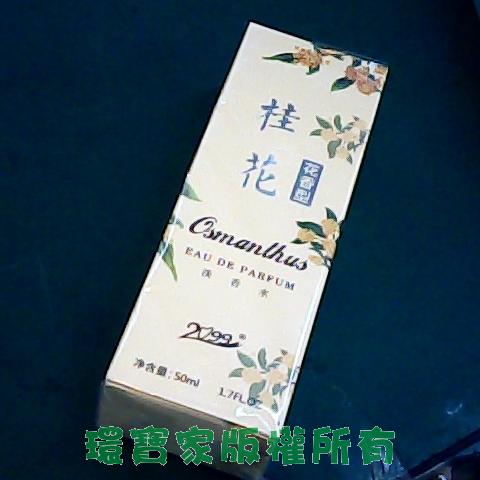 桂花
花香型
Osmanthus
EAU DE PARFUM
淡香水
2099®
净含量:50ml 1.7FL.OZ
環寶家版權所有